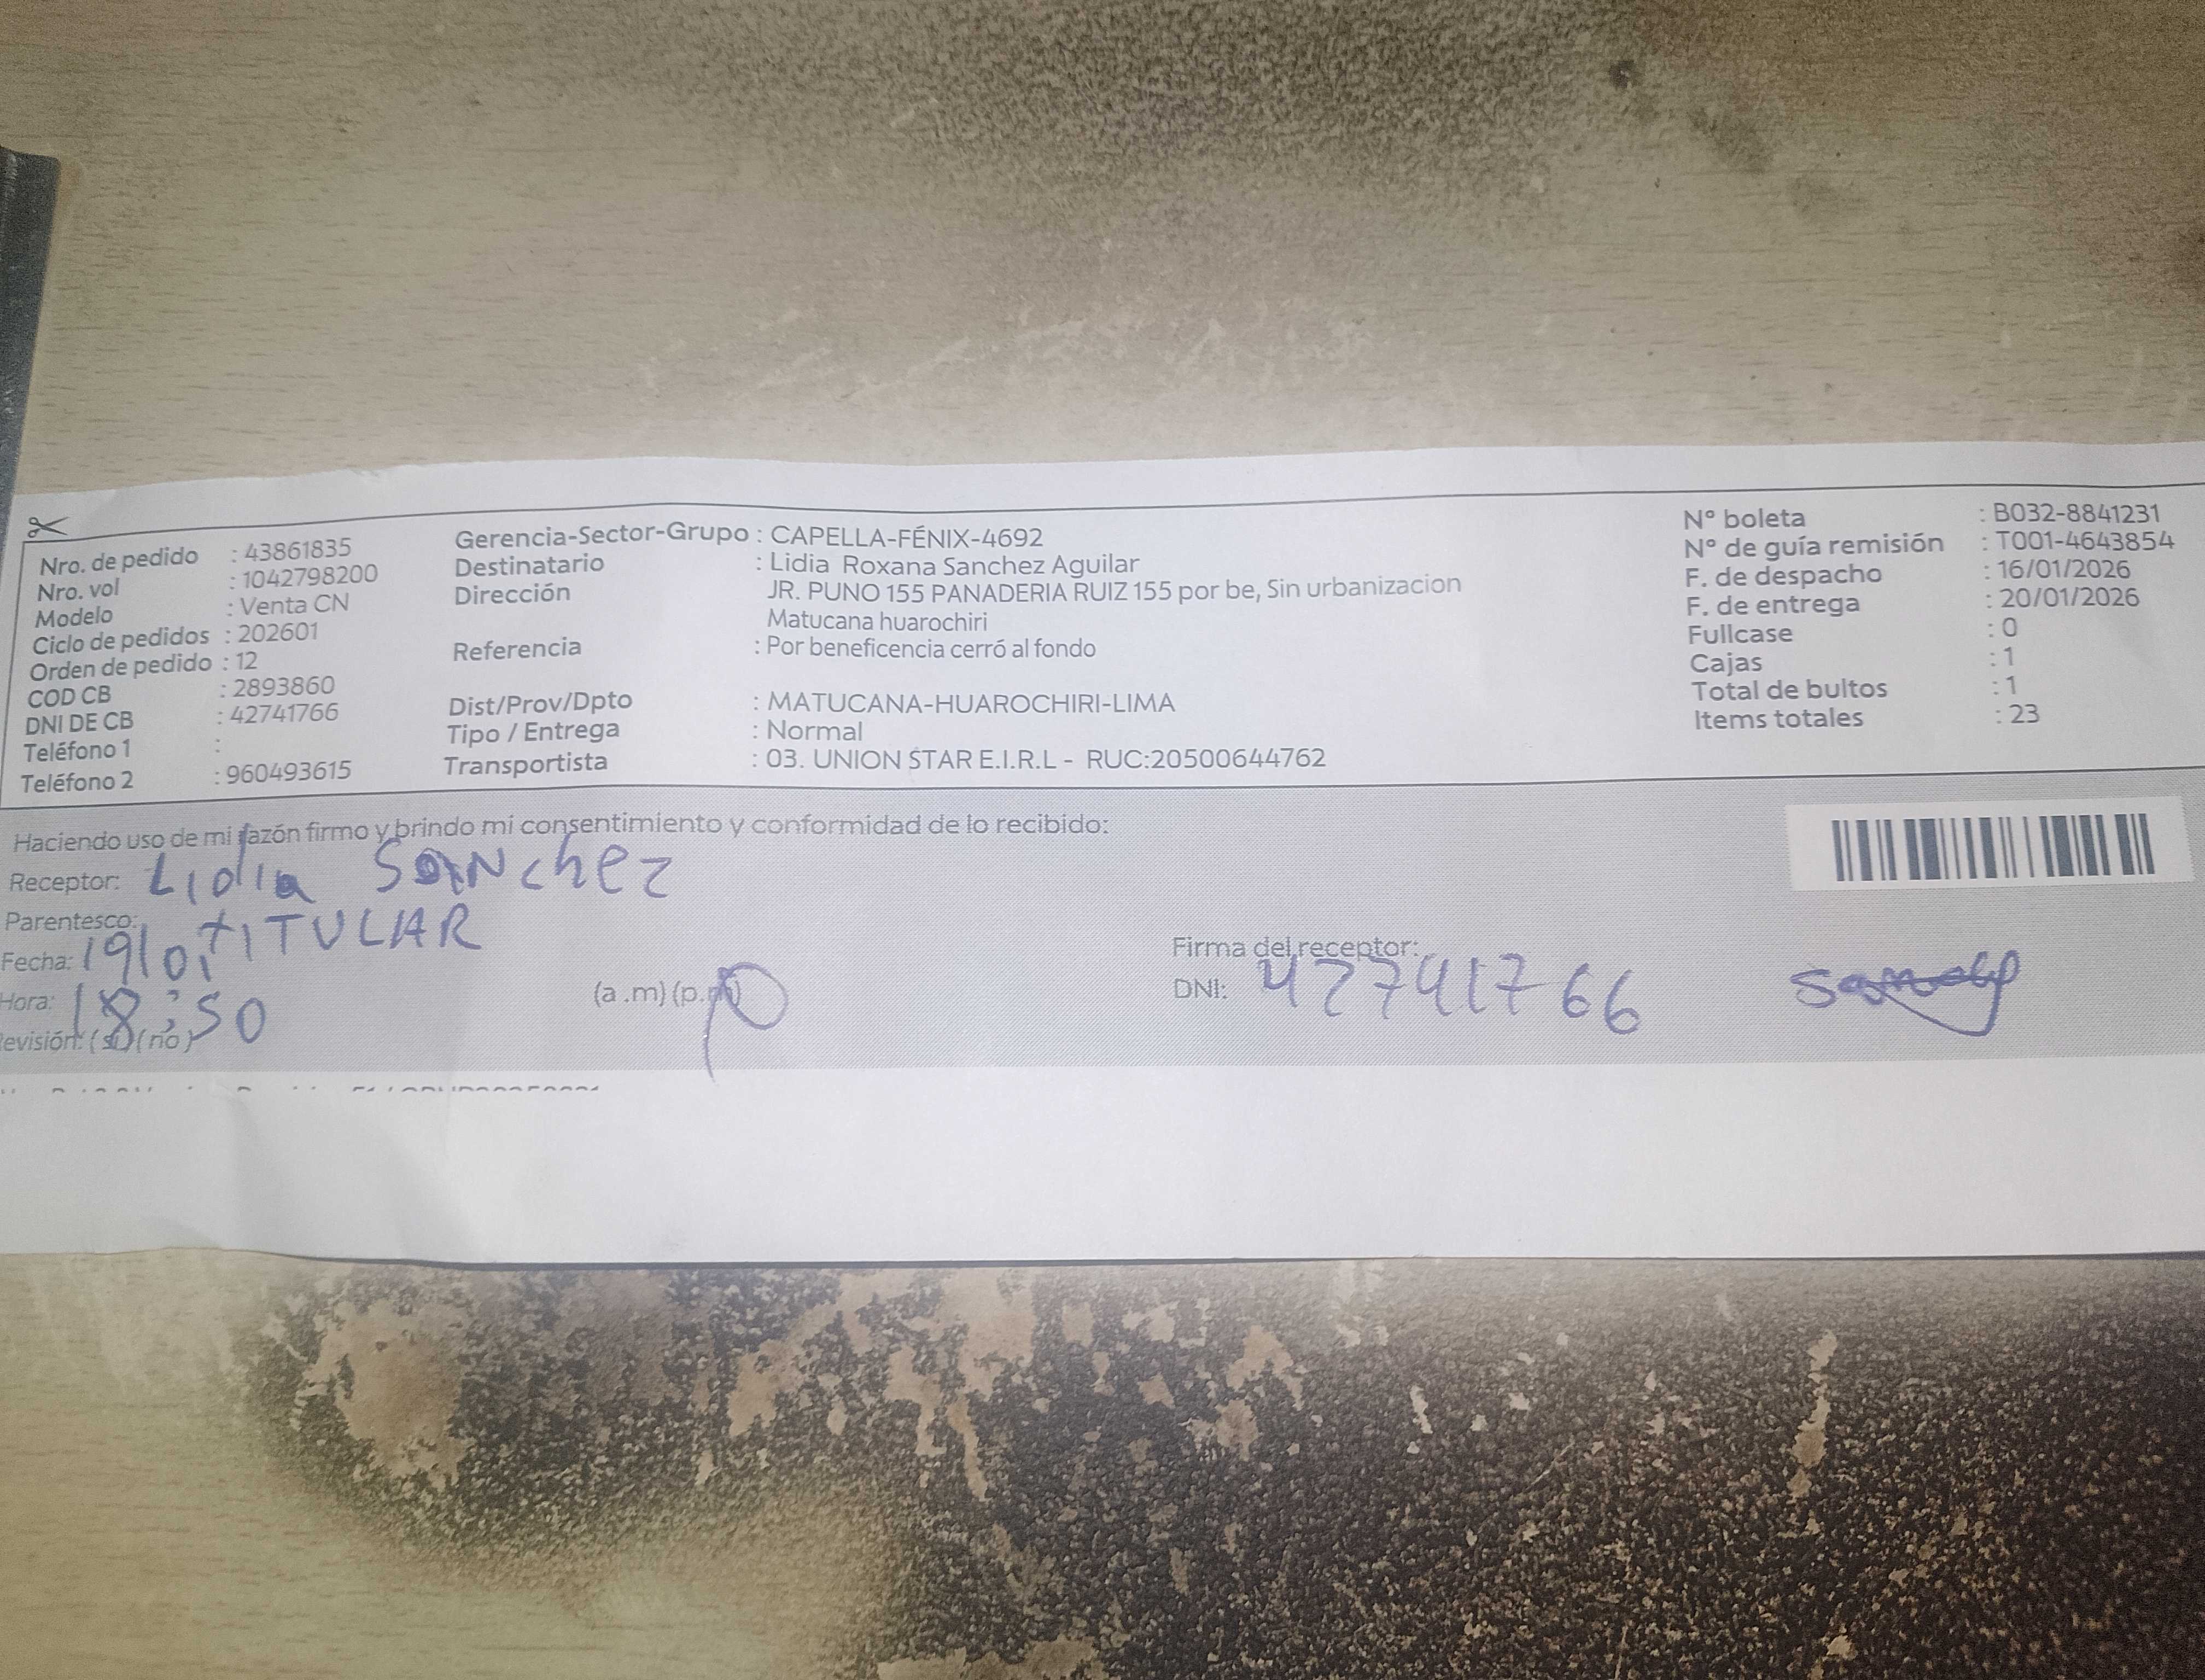 Nro. de pedido : 43861835
Nro. vol : 1042798200
Modelo : Venta CN
Ciclo de pedidos : 202601
Orden de pedido : 12
COD CB : 2893860
DNI DE CB : 42741766
Teléfono 1 :
Teléfono 2 : 960493615
Gerencia-Sector-Grupo : CAPELLA-FÉNIX-4692
Destinatario : Lidia Roxana Sanchez Aguilar
Dirección JR. PUNO 155 PANADERIA RUIZ 155 por be, Sin urbanizacion
Matucana huarochiri
Referencia : Por beneficencia cerró al fondo
Dist/Prov/Dpto : MATUCANA-HUAROCHIRI-LIMA
Tipo / Entrega : Normal
Transportista : 03. UNION STAR E.I.R.L - RUC:20500644762
N° boleta : B032-8841231
N° de guía remisión : T001-4643854
F. de despacho : 16/01/2026
F. de entrega : 20/01/2026
Fullcase : 0
Cajas : 1
Total de bultos : 1
Items totales : 23
Haciendo uso de mi razón firmo y brindo mi consentimiento y conformidad de lo recibido:
Receptor: Lidia SANchez
Parentesco: TITULAR
Fecha: 19/01
Hora: 18:50 (a.m) (p.m)
Revisión: (si) (no)
Firma del receptor:
DNI: 42741766